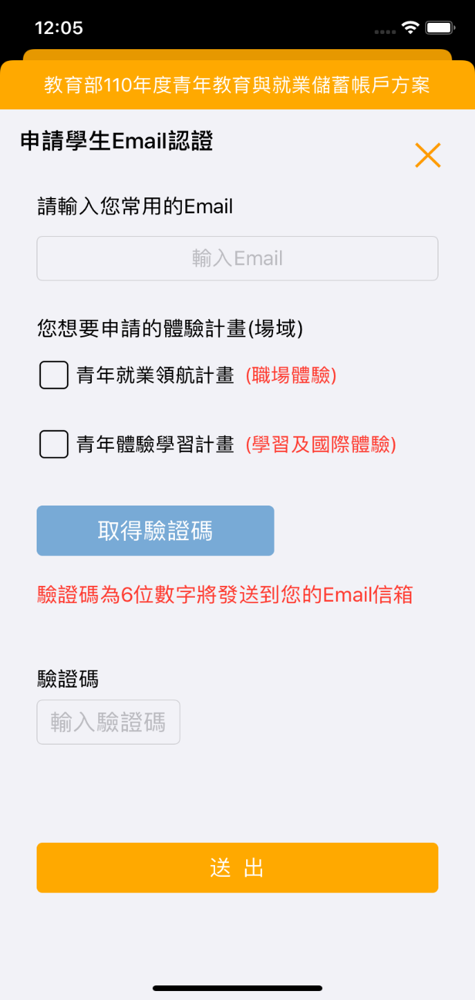 12:05
教育部110年度青年教育與就業儲蓄帳戶方案
申請學生Email認證
請輸入您常用的Email
輸入Email
您想要申請的體驗計畫(場域)
青年就業領航計畫 (職場體驗)
青年體驗學習計畫 (學習及國際體驗)
取得驗證碼
驗證碼為6位數字將發送到您的Email信箱
驗證碼
輸入驗證碼
送 出